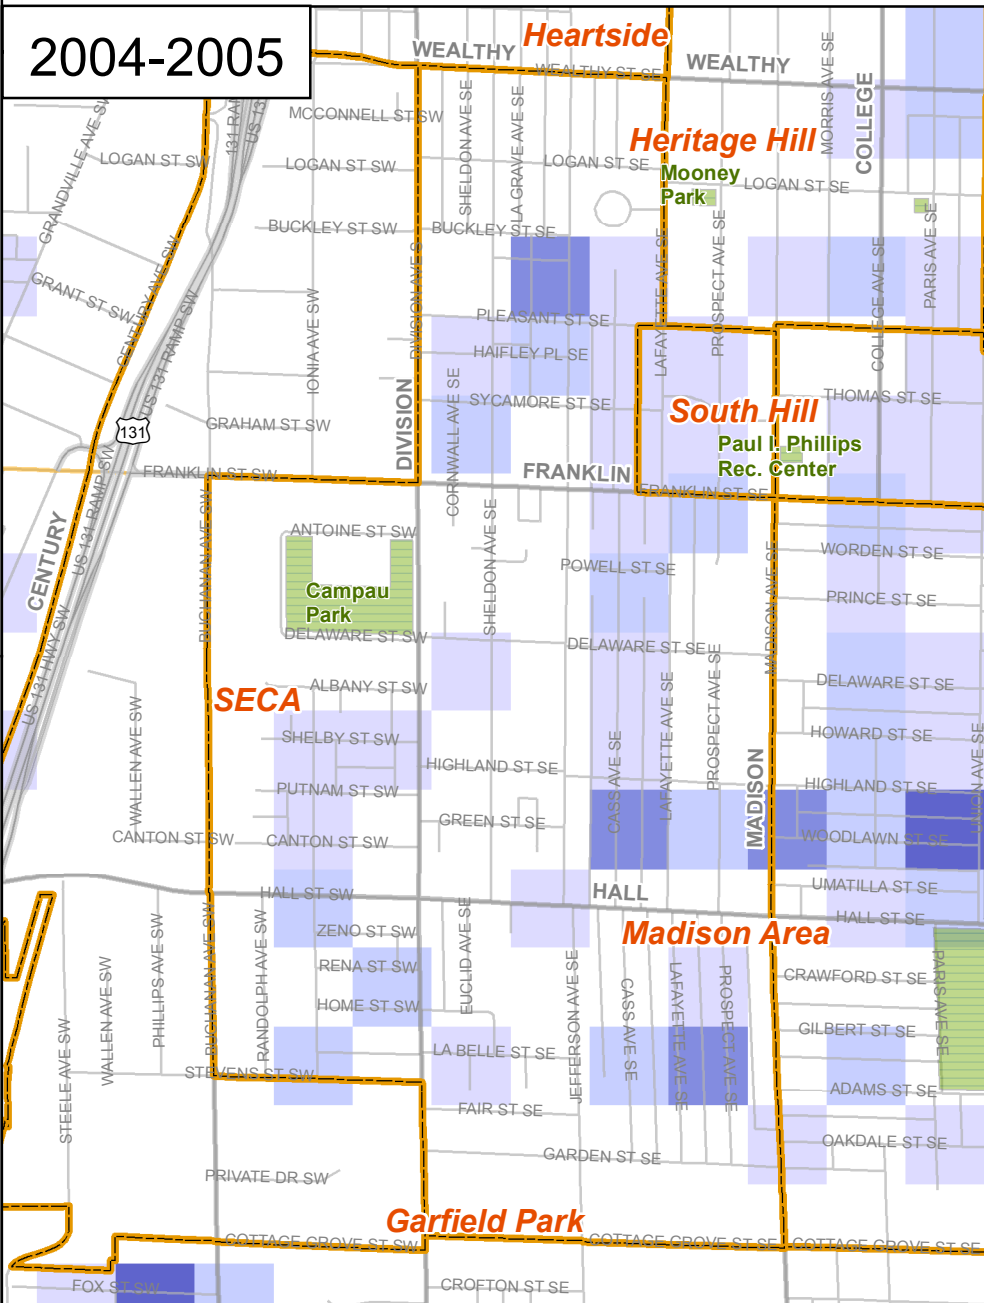 2004-2005
WEALTHY
Heartside
WEALTHY ST SE
WEALTHY
MORRIS AVE SE
COLLEGE
GRANDVILLE AVE SW
131 RA
US 13
MCCONNELL ST SW
SHELDON AVE SE
LA GRAVE AVE SE
Heritage Hill
LOGAN ST SW
LOGAN ST SW
LOGAN ST SE
Mooney
Park
LOGAN ST SE
BUCKLEY ST SW
BUCKLEY ST SE
PARIS AVE SE
GRANT ST SW
CENTURY AVE SW
US 131 RAMP SW
IONIA AVE SW
DIVISION AVE S
LAFAYETTE AVE SE
PROSPECT AVE SE
COLLEGE AVE SE
PLEASANT ST SE
HAIFLEY PL SE
SYCAMORE ST SE
THOMAS ST SE
South Hill
131
GRAHAM ST SW
DIVISION
CORNWALL AVE SE
Paul I. Phillips
Rec. Center
FRANKLIN ST SW
FRANKLIN
FRANKLIN ST SE
US 131 RAMP SW
CENTURY
BUCHANAN AVE SW
ANTOINE ST SW
SHELDON AVE SE
WORDEN ST SE
POWELL ST SE
MADISON AVE SE
Campau
Park
PRINCE ST SE
DELAWARE ST SW
DELAWARE ST SE
US 131 HWY SW
SECA
ALBANY ST SW
DELAWARE ST SE
PROSPECT AVE SE
LAFAYETTE AVE SE
WALLEN AVE SW
SHELBY ST SW
CASS AVE SE
HOWARD ST SE
UNION AVE SE
HIGHLAND ST SE
MADISON
HIGHLAND ST SE
PUTNAM ST SW
GREEN ST SE
CANTON ST SW
CANTON ST SW
WOODLAWN ST SE
HALL ST SW
HALL
UMATILLA ST SE
HALL ST SE
ZENO ST SW
Madison Area
PHILLIPS AVE SW
BUCHANAN AVE SW
RANDOLPH AVE SW
EUCLID AVE SE
RENA ST SW
CRAWFORD ST SE
PARIS AVE SE
WALLEN AVE SW
HOME ST SW
JEFFERSON AVE SE
CASS AVE SE
LAFAYETTE AVE SE
PROSPECT AVE SE
GILBERT ST SE
STEELE AVE SW
LA BELLE ST SE
STEVENS ST SW
ADAMS ST SE
FAIR ST SE
OAKDALE ST SE
GARDEN ST SE
PRIVATE DR SW
Garfield Park
COTTAGE GROVE ST SW
COTTAGE GROVE ST SE
COTTAGE GROVE ST SE
FOX ST SW
CROFTON ST SE